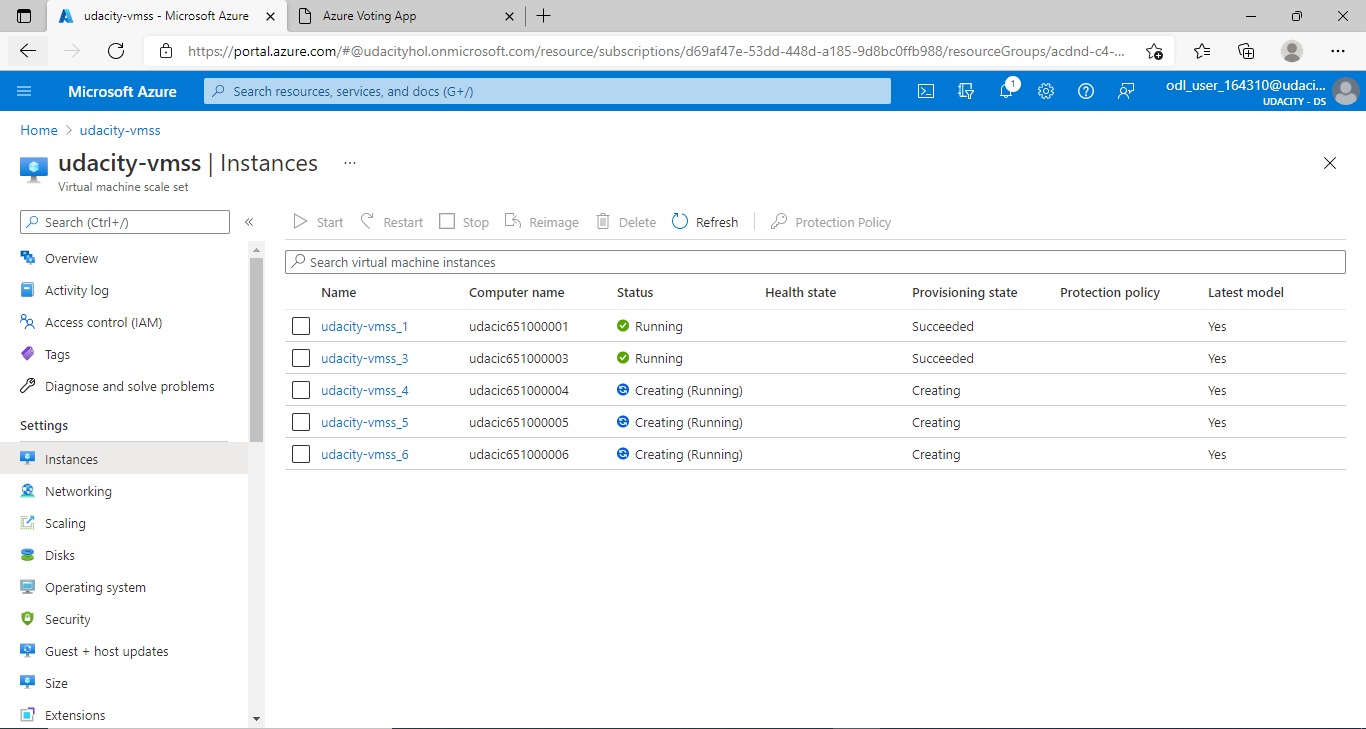 udacity-vmss - Microsoft Azure
Azure Voting App
https://portal.azure.com/#@udacityhol.onmicrosoft.com/resource/subscriptions/d69af47e-53dd-448d-a185-9d8bc0ffb988/resourceGroups/acdnd-c4-...
Microsoft Azure
Search resources, services, and docs (G+/)
1
odl_user_164310@udaci...
UDACITY - DS
Home > udacity-vmss
udacity-vmss | Instances ...
Virtual machine scale set
Search (Ctrl+/) «
Start Restart Stop Reimage Delete Refresh Protection Policy
Overview
Activity log
Access control (IAM)
Tags
Diagnose and solve problems
Settings
Instances
Networking
Scaling
Disks
Operating system
Security
Guest + host updates
Size
Extensions
Search virtual machine instances
Name Computer name Status Health state Provisioning state Protection policy Latest model
udacity-vmss_1 udacic651000001 Running Succeeded Yes
udacity-vmss_3 udacic651000003 Running Succeeded Yes
udacity-vmss_4 udacic651000004 Creating (Running) Creating Yes
udacity-vmss_5 udacic651000005 Creating (Running) Creating Yes
udacity-vmss_6 udacic651000006 Creating (Running) Creating Yes